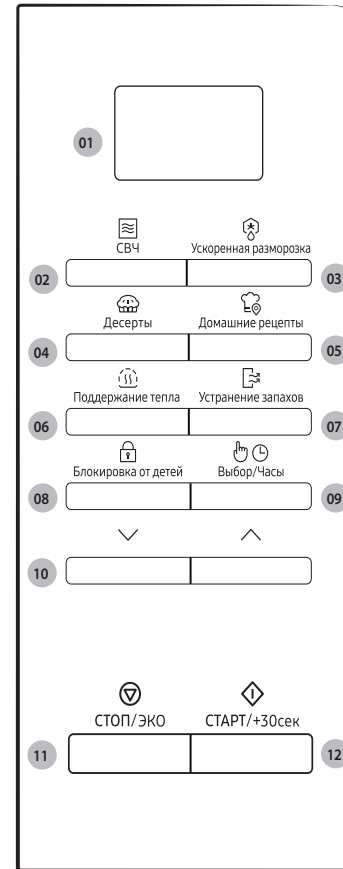 01
СВЧ Ускоренная разморозка
02 03
Десерты Домашние рецепты
04 05
Поддержание тепла Устранение запахов
06 07
Блокировка от детей Выбор/Часы
08 09
10
СТОП/ЭКО СТАРТ/+30сек
11 12